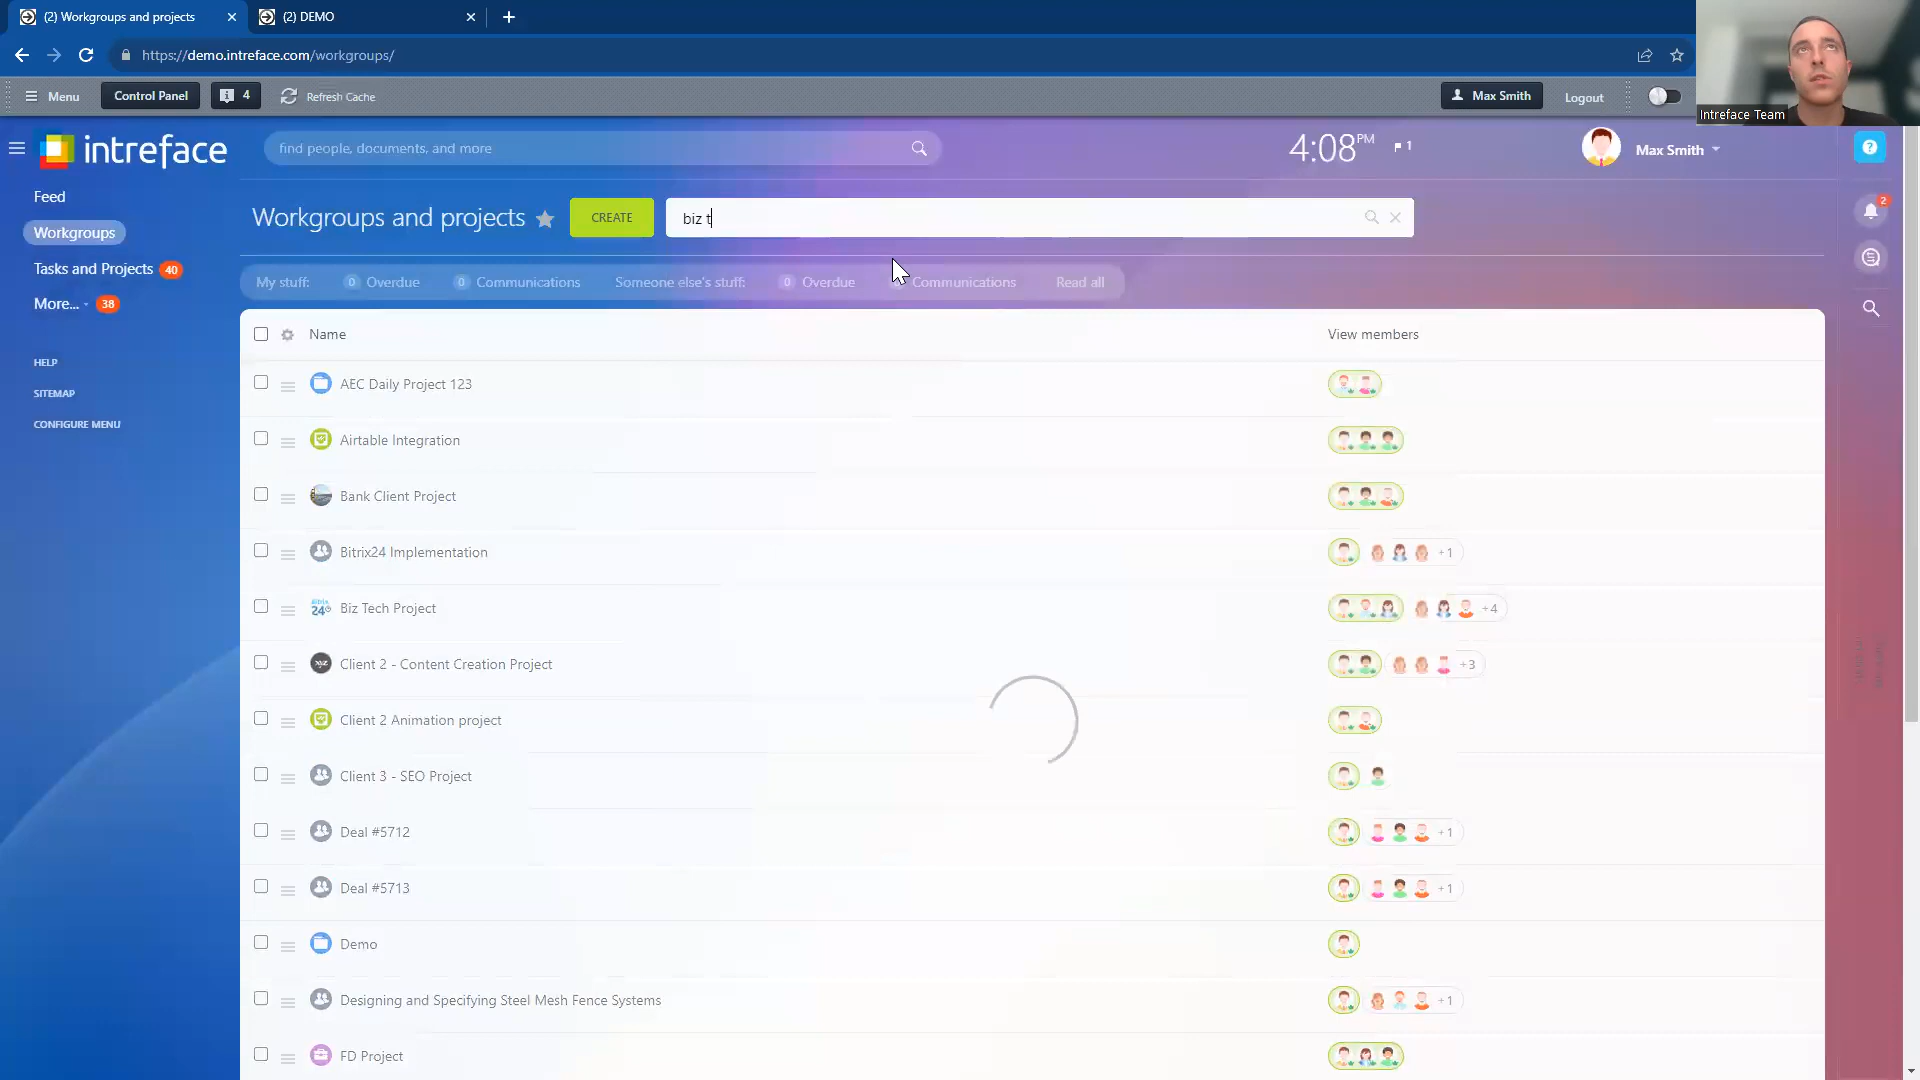 (2) Workgroups and projects
(2) DEMO
https://demo.intreface.com/workgroups/
Menu
Control Panel
4
Refresh Cache
Max Smith
Logout
Intreface Team
intreface
find people, documents, and more
4:08 PM
1
Max Smith
Feed
Workgroups and projects
CREATE
biz t
2
Workgroups
Tasks and Projects 40
More... 38
My stuff:
0 Overdue
0 Communications
Someone else's stuff:
0 Overdue
Communications
Read all
HELP
SITEMAP
CONFIGURE MENU
Name
View members
AEC Daily Project 123
Airtable Integration
Bank Client Project
Bitrix24 Implementation
+1
Biz Tech Project
+4
Client 2 - Content Creation Project
+3
Client 2 Animation project
Client 3 - SEO Project
Deal #5712
+1
Deal #5713
+1
Demo
Designing and Specifying Steel Mesh Fence Systems
+1
FD Project